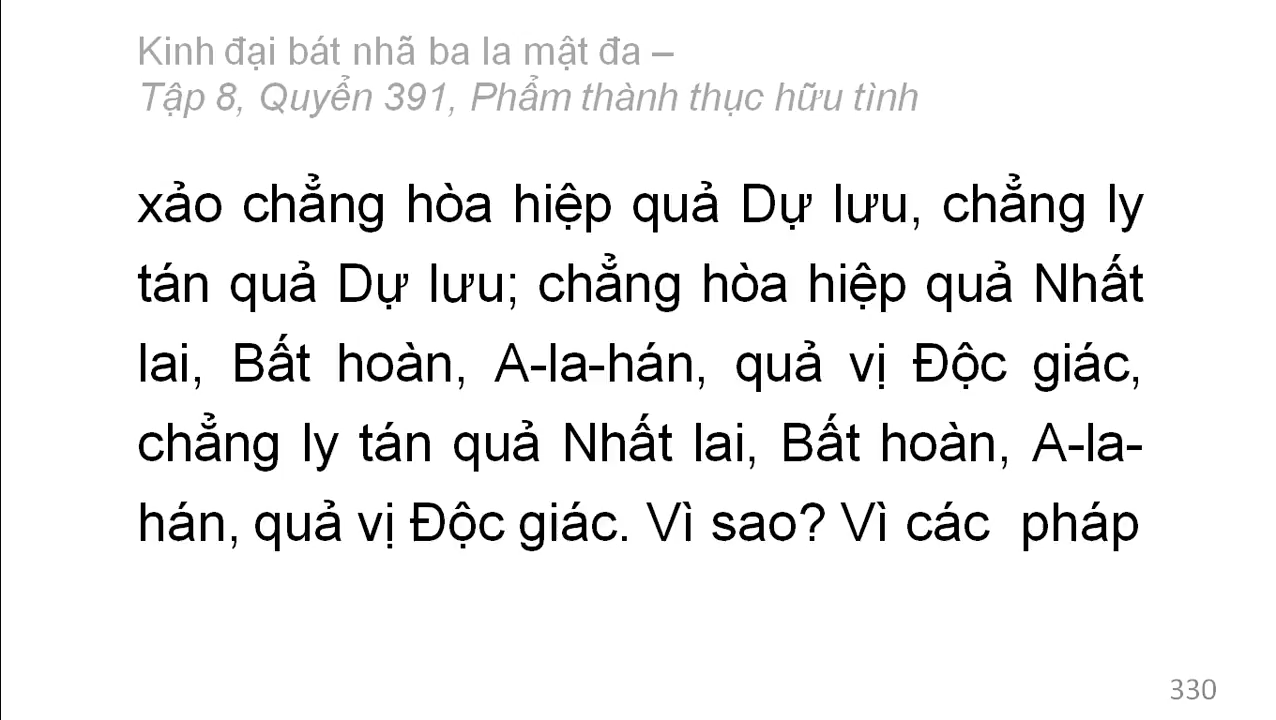 Kinh đại bát nhã ba la mật đa –
Tập 8, Quyển 391, Phẩm thành thục hữu tình
xảo chẳng hòa hiệp quả Dự lưu, chẳng ly
tán quả Dự lưu; chẳng hòa hiệp quả Nhất
lai, Bất hoàn, A-la-hán, quả vị Độc giác,
chẳng ly tán quả Nhất lai, Bất hoàn, A-la-
hán, quả vị Độc giác. Vì sao? Vì các pháp
330